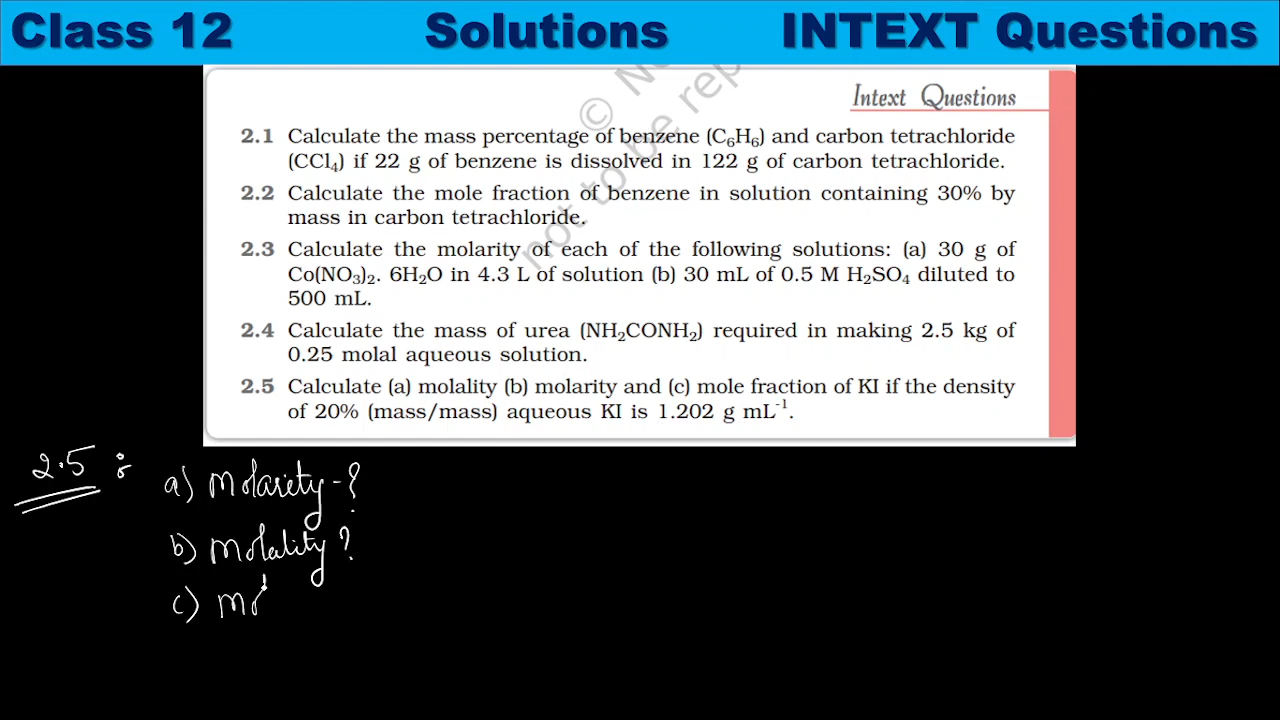 Class 12 Solutions INTEXT Questions
Intext Questions
2.1 Calculate the mass percentage of benzene (C₆H₆) and carbon tetrachloride
(CCl₄) if 22 g of benzene is dissolved in 122 g of carbon tetrachloride.
2.2 Calculate the mole fraction of benzene in solution containing 30% by
mass in carbon tetrachloride.
2.3 Calculate the molarity of each of the following solutions: (a) 30 g of
Co(NO₃)₂. 6H₂O in 4.3 L of solution (b) 30 mL of 0.5 M H₂SO₄ diluted to
500 mL.
2.4 Calculate the mass of urea (NH₂CONH₂) required in making 2.5 kg of
0.25 molal aqueous solution.
2.5 Calculate (a) molality (b) molarity and (c) mole fraction of KI if the density
of 20% (mass/mass) aqueous KI is 1.202 g mL⁻¹.
© N
not to be rep
2.5 :
a) Molarity - ?
b) Molality ?
c) Mo